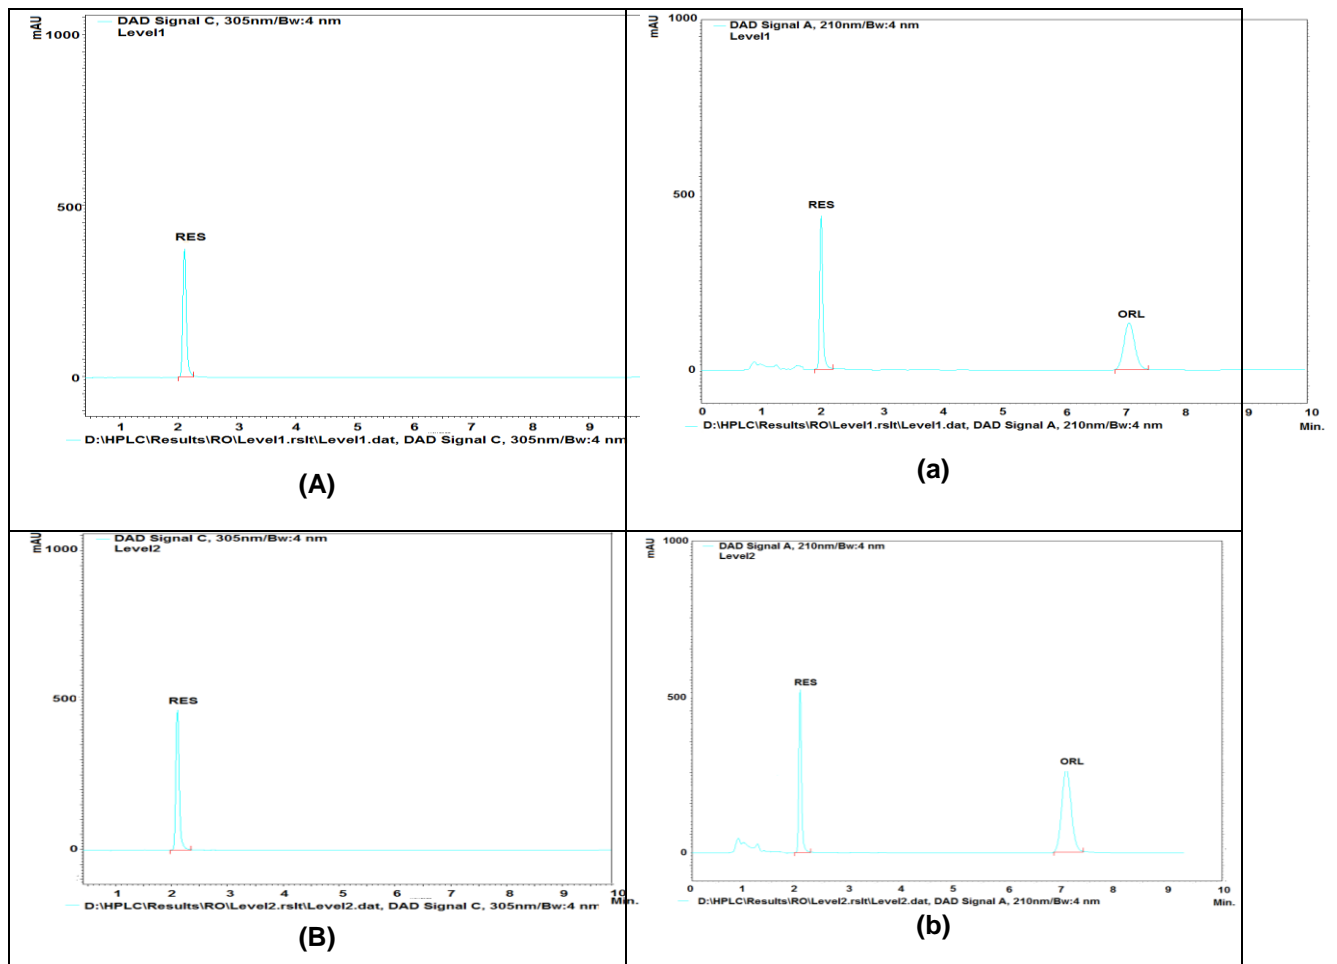 DAD Signal C, 305nm/Bw:4 nm
Level1
mAU
1000
500
0
RES
1 2 3 4 5 6 7 8 9
D:\HPLC\Results\RO\Level1.rslt\Level1.dat, DAD Signal C, 305nm/Bw:4 nm
(A)
DAD Signal A, 210nm/Bw:4 nm
Level1
mAU
1000
500
0
RES
ORL
0 1 2 3 4 5 6 7 8 9 10
D:\HPLC\Results\RO\Level1.rslt\Level1.dat, DAD Signal A, 210nm/Bw:4 nm Min.
(a)
DAD Signal C, 305nm/Bw:4 nm
Level2
mAU
1000
500
0
RES
1 2 3 4 5 6 7 8 9 10
D:\HPLC\Results\RO\Level2.rslt\Level2.dat, DAD Signal C, 305nm/Bw:4 nm Min.
(B)
DAD Signal A, 210nm/Bw:4 nm
Level2
mAU
1000
500
0
RES
ORL
0 1 2 3 4 5 6 7 8 9 10
D:\HPLC\Results\RO\Level2.rslt\Level2.dat, DAD Signal A, 210nm/Bw:4 nm Min.
(b)